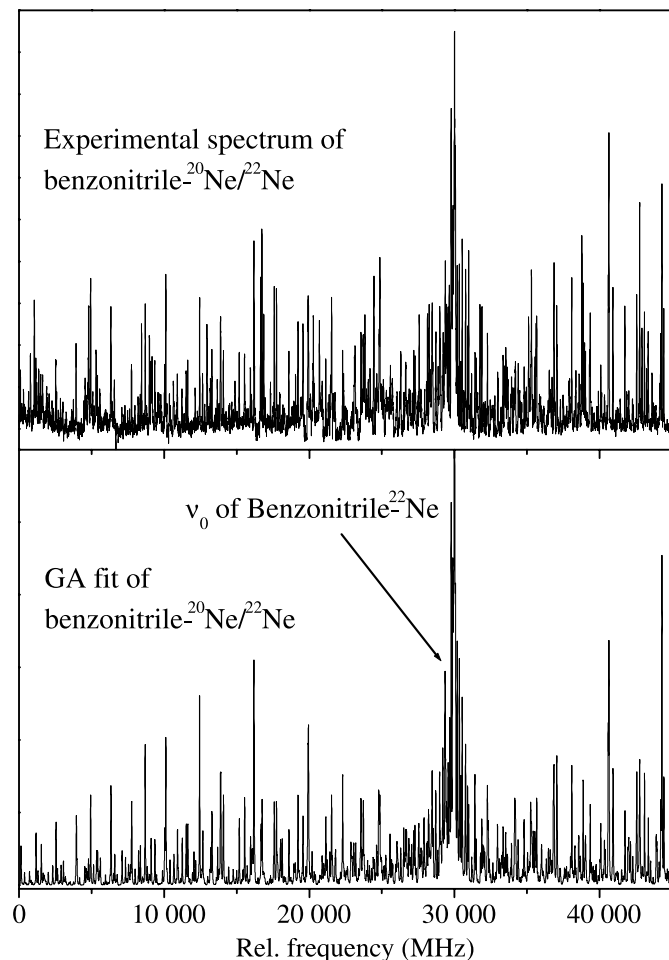 Experimental spectrum of
benzonitrile-²⁰Ne/²²Ne
ν₀ of Benzonitrile-²²Ne
GA fit of
benzonitrile-²⁰Ne/²²Ne
0 10 000 20 000 30 000 40 000
Rel. frequency (MHz)